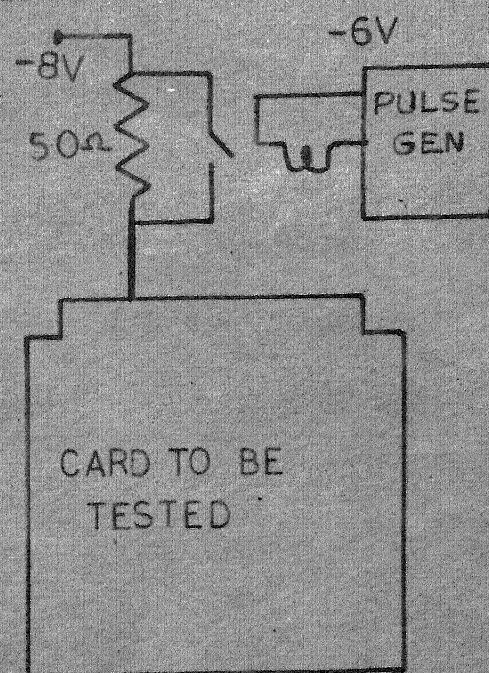 -6V
-8V
PULSE
GEN
50Ω
CARD TO BE
TESTED